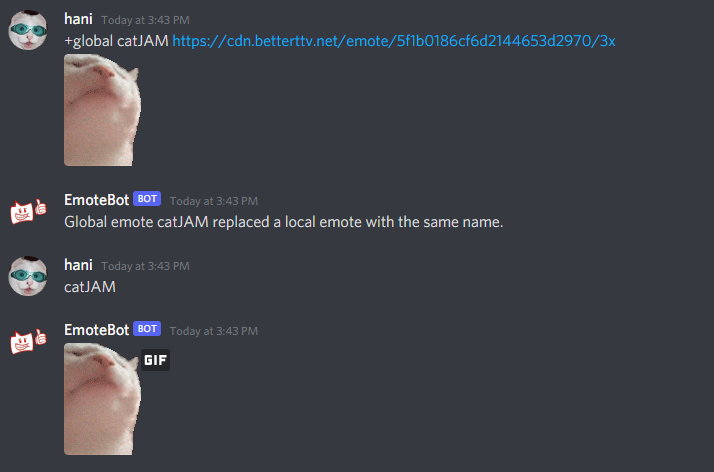 hani Today at 3:43 PM
+global catJAM https://cdn.betterttv.net/emote/5f1b0186cf6d2144653d2970/3x
EmoteBot BOT Today at 3:43 PM
Global emote catJAM replaced a local emote with the same name.
hani Today at 3:43 PM
catJAM
EmoteBot BOT Today at 3:43 PM
GIF